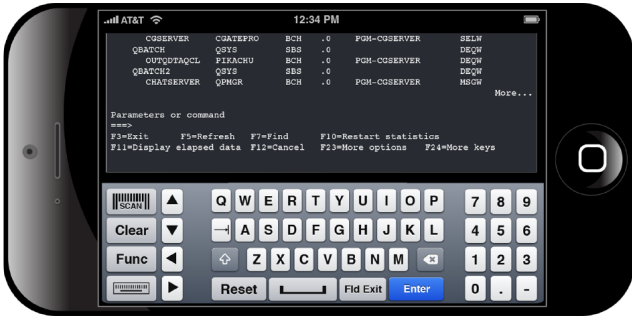 AT&T 12:34 PM
CGSERVER CGATEPRO BCH .0 PGM-CGSERVER SELW
QBATCH QSYS SBS .0 DEQW
OUTQDTAQCL PIKACHU BCH .0 PGM-CGSERVER DEQW
QBATCH2 QSYS SBS .0 DEQW
CHATSERVER QPMGR BCH .0 PGM-CGSERVER MSGW
More...
Parameters or command
===>
F3=Exit F5=Refresh F7=Find F10=Restart statistics
F11=Display elapsed data F12=Cancel F23=More options F24=More keys
SCAN Q W E R T Y U I O P 7 8 9
Clear A S D F G H J K L 4 5 6
Func Z X C V B N M 1 2 3
Reset Fld Exit Enter 0 . -